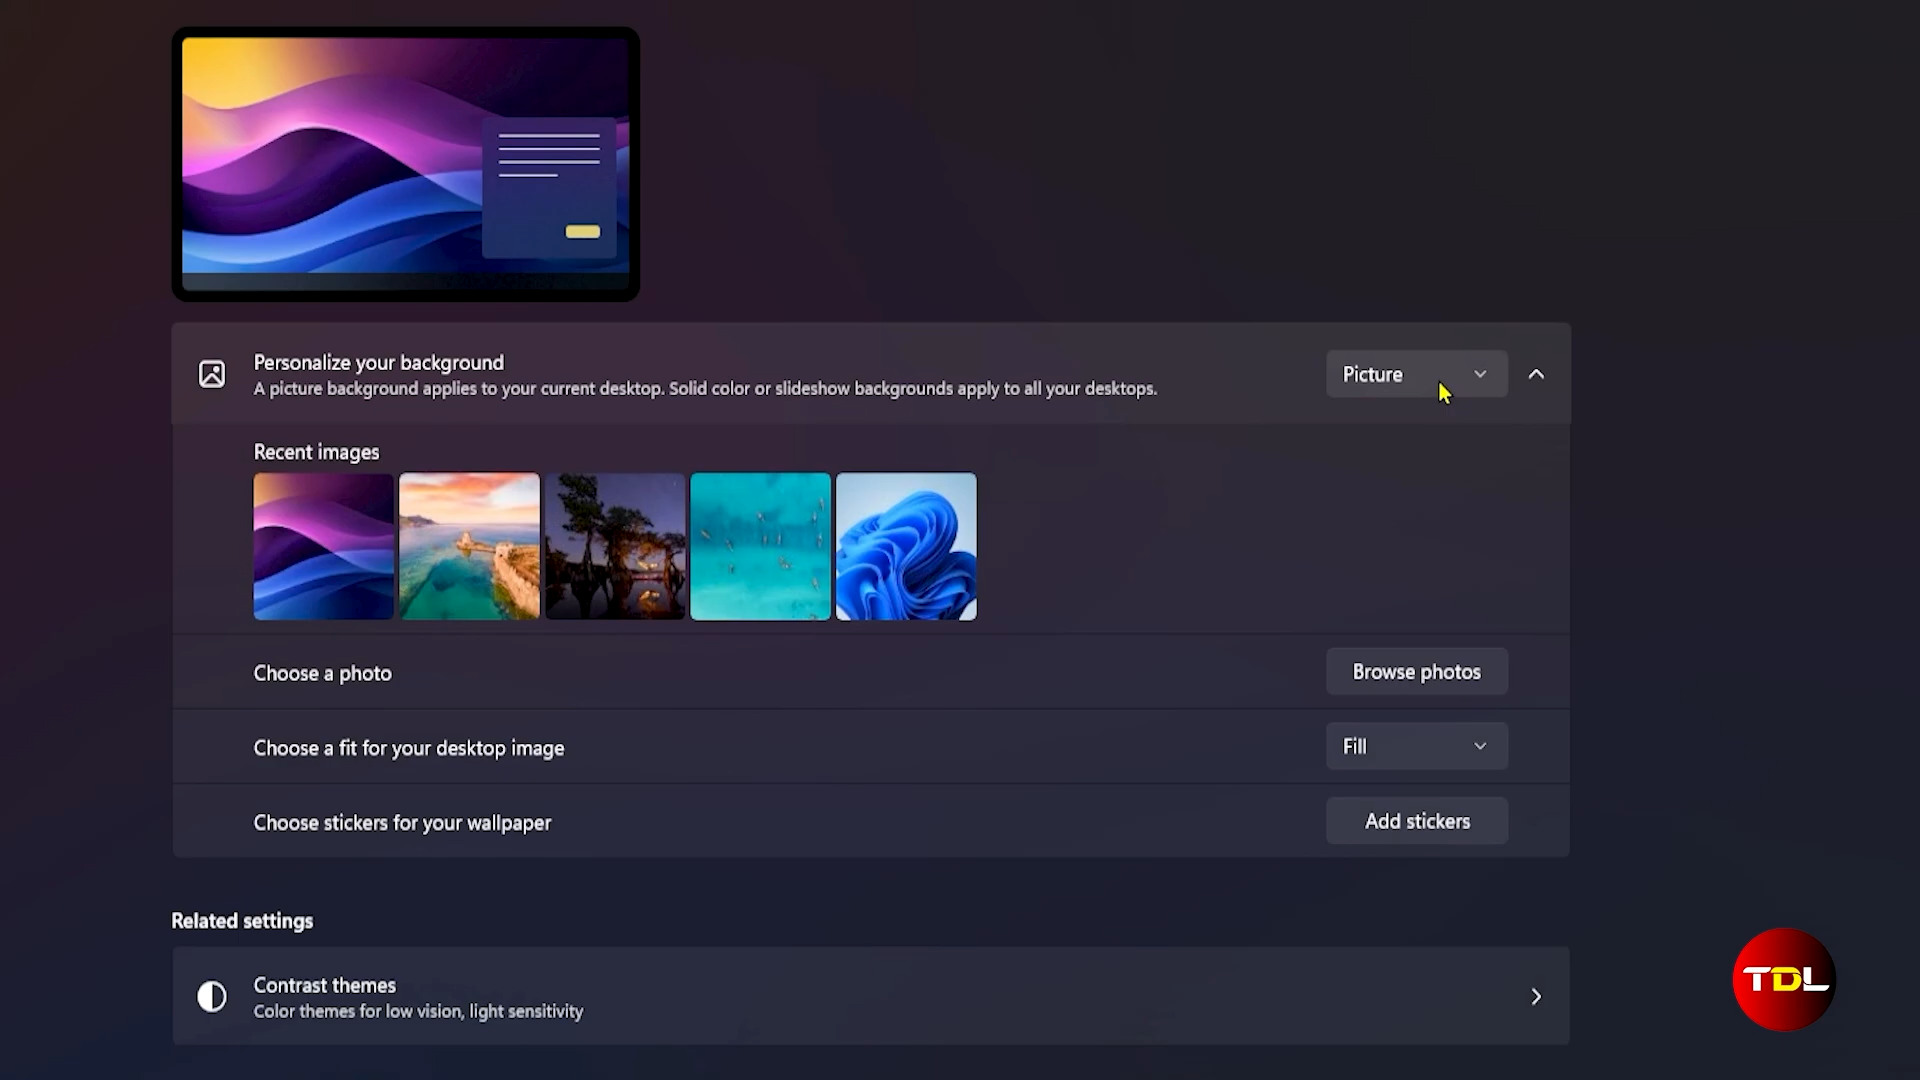 Personalize your background
A picture background applies to your current desktop. Solid color or slideshow backgrounds apply to all your desktops.
Picture
Recent images
Choose a photo
Browse photos
Choose a fit for your desktop image
Fill
Choose stickers for your wallpaper
Add stickers
Related settings
Contrast themes
Color themes for low vision, light sensitivity
TDL